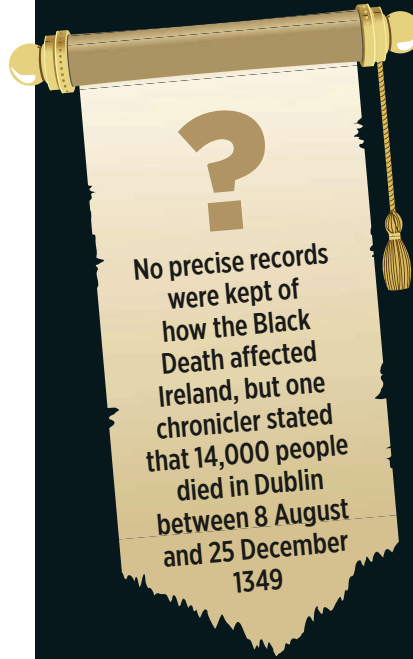 ?
No precise records
were kept of
how the Black
Death affected
Ireland, but one
chronicler stated
that 14,000 people
died in Dublin
between 8 August
and 25 December
1349